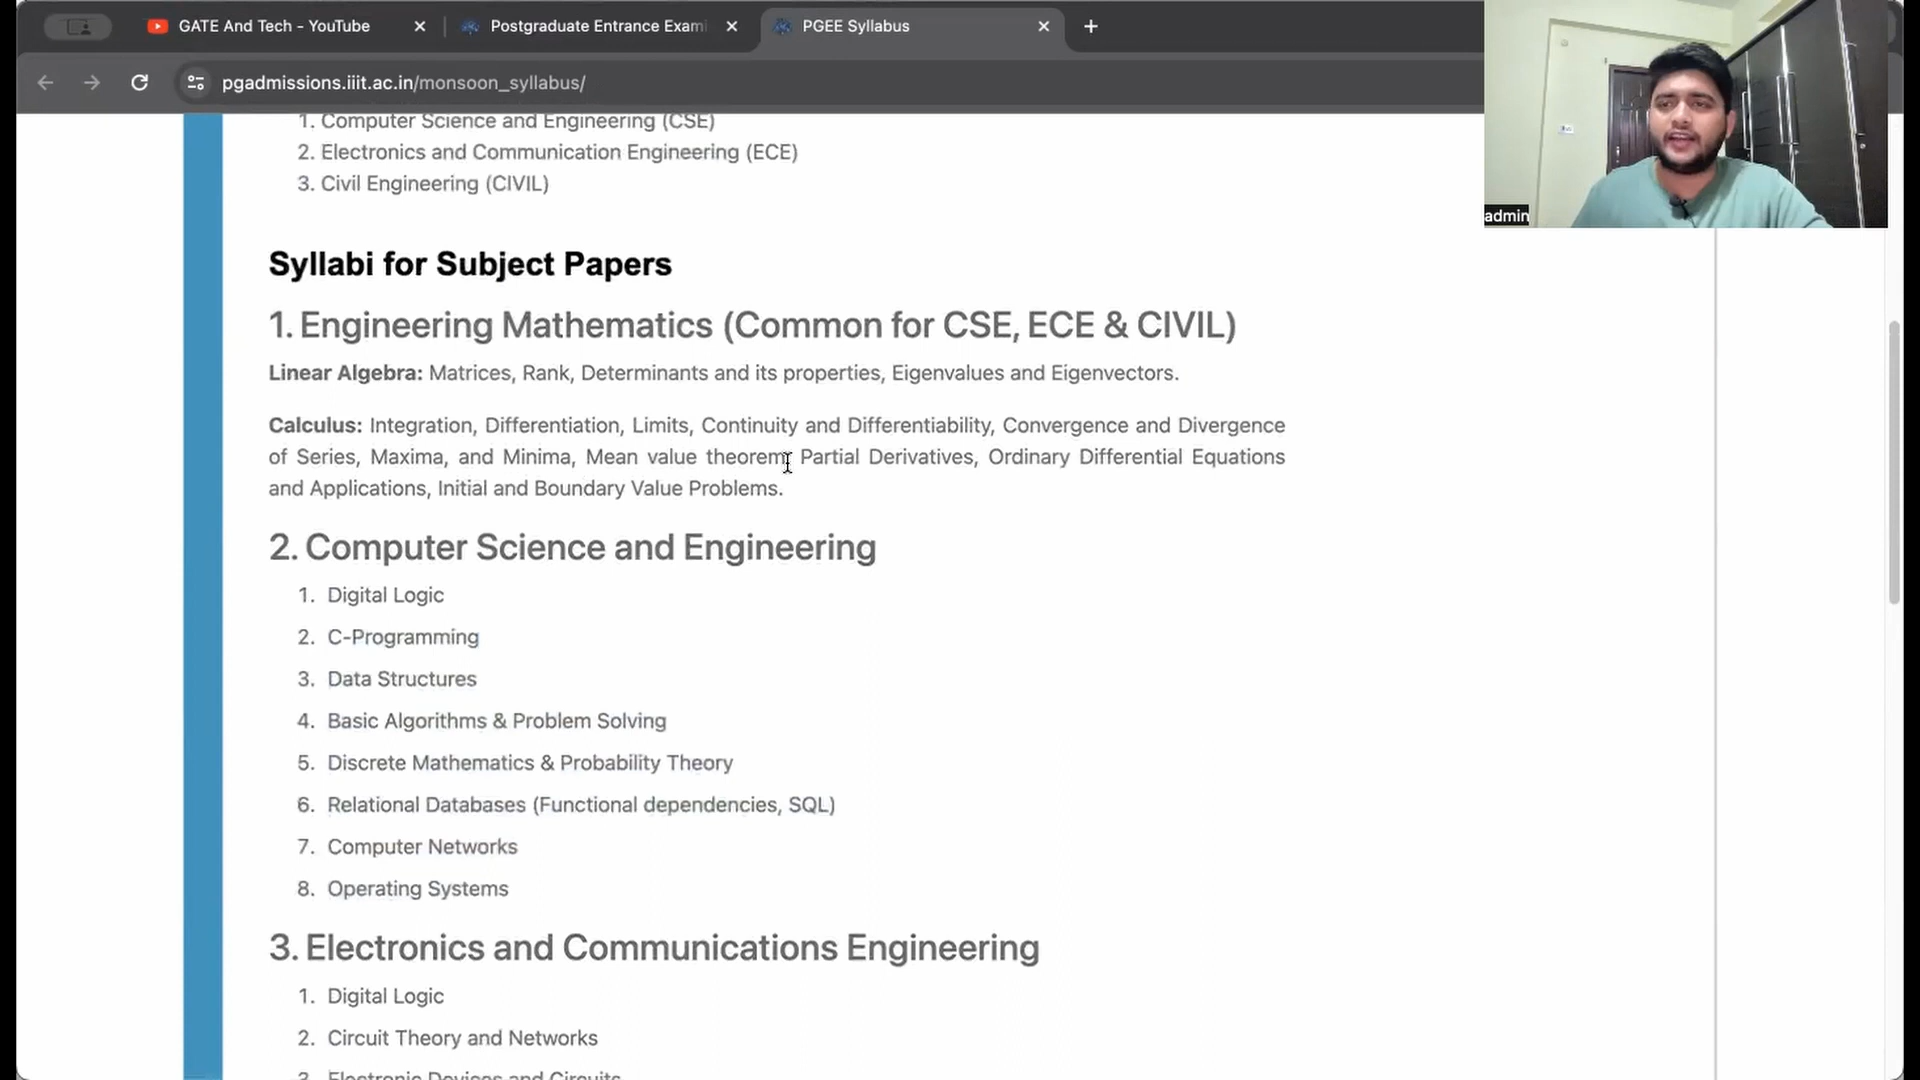 GATE And Tech - YouTube
Postgraduate Entrance Exami
PGEE Syllabus
pgadmissions.iiit.ac.in/monsoon_syllabus/
admin
1. Computer Science and Engineering (CSE)
2. Electronics and Communication Engineering (ECE)
3. Civil Engineering (CIVIL)
Syllabi for Subject Papers
1. Engineering Mathematics (Common for CSE, ECE & CIVIL)
Linear Algebra: Matrices, Rank, Determinants and its properties, Eigenvalues and Eigenvectors.
Calculus: Integration, Differentiation, Limits, Continuity and Differentiability, Convergence and Divergence
of Series, Maxima, and Minima, Mean value theorem, Partial Derivatives, Ordinary Differential Equations
and Applications, Initial and Boundary Value Problems.
2. Computer Science and Engineering
1. Digital Logic
2. C-Programming
3. Data Structures
4. Basic Algorithms & Problem Solving
5. Discrete Mathematics & Probability Theory
6. Relational Databases (Functional dependencies, SQL)
7. Computer Networks
8. Operating Systems
3. Electronics and Communications Engineering
1. Digital Logic
2. Circuit Theory and Networks
3. Electronic Devices and Circuits